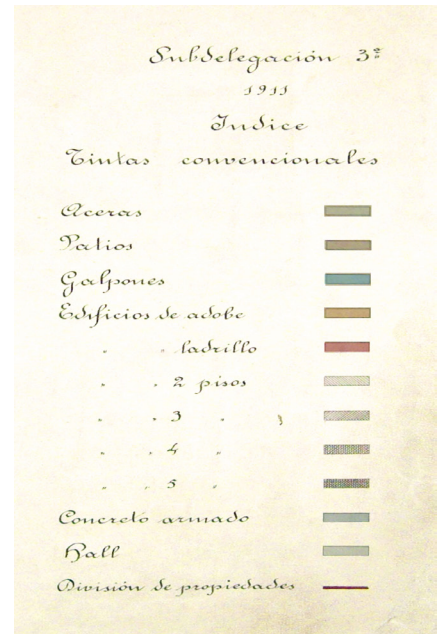 Subdelegación 3ª
1911
Indice
Tintas convencionales
Aceras
Patios
Galpones
Edificios de adobe
" " ladrillo
" " 2 pisos
" " 3 "
" " 4 "
" " 5 "
Concreto armado
Hall
División de propiedades